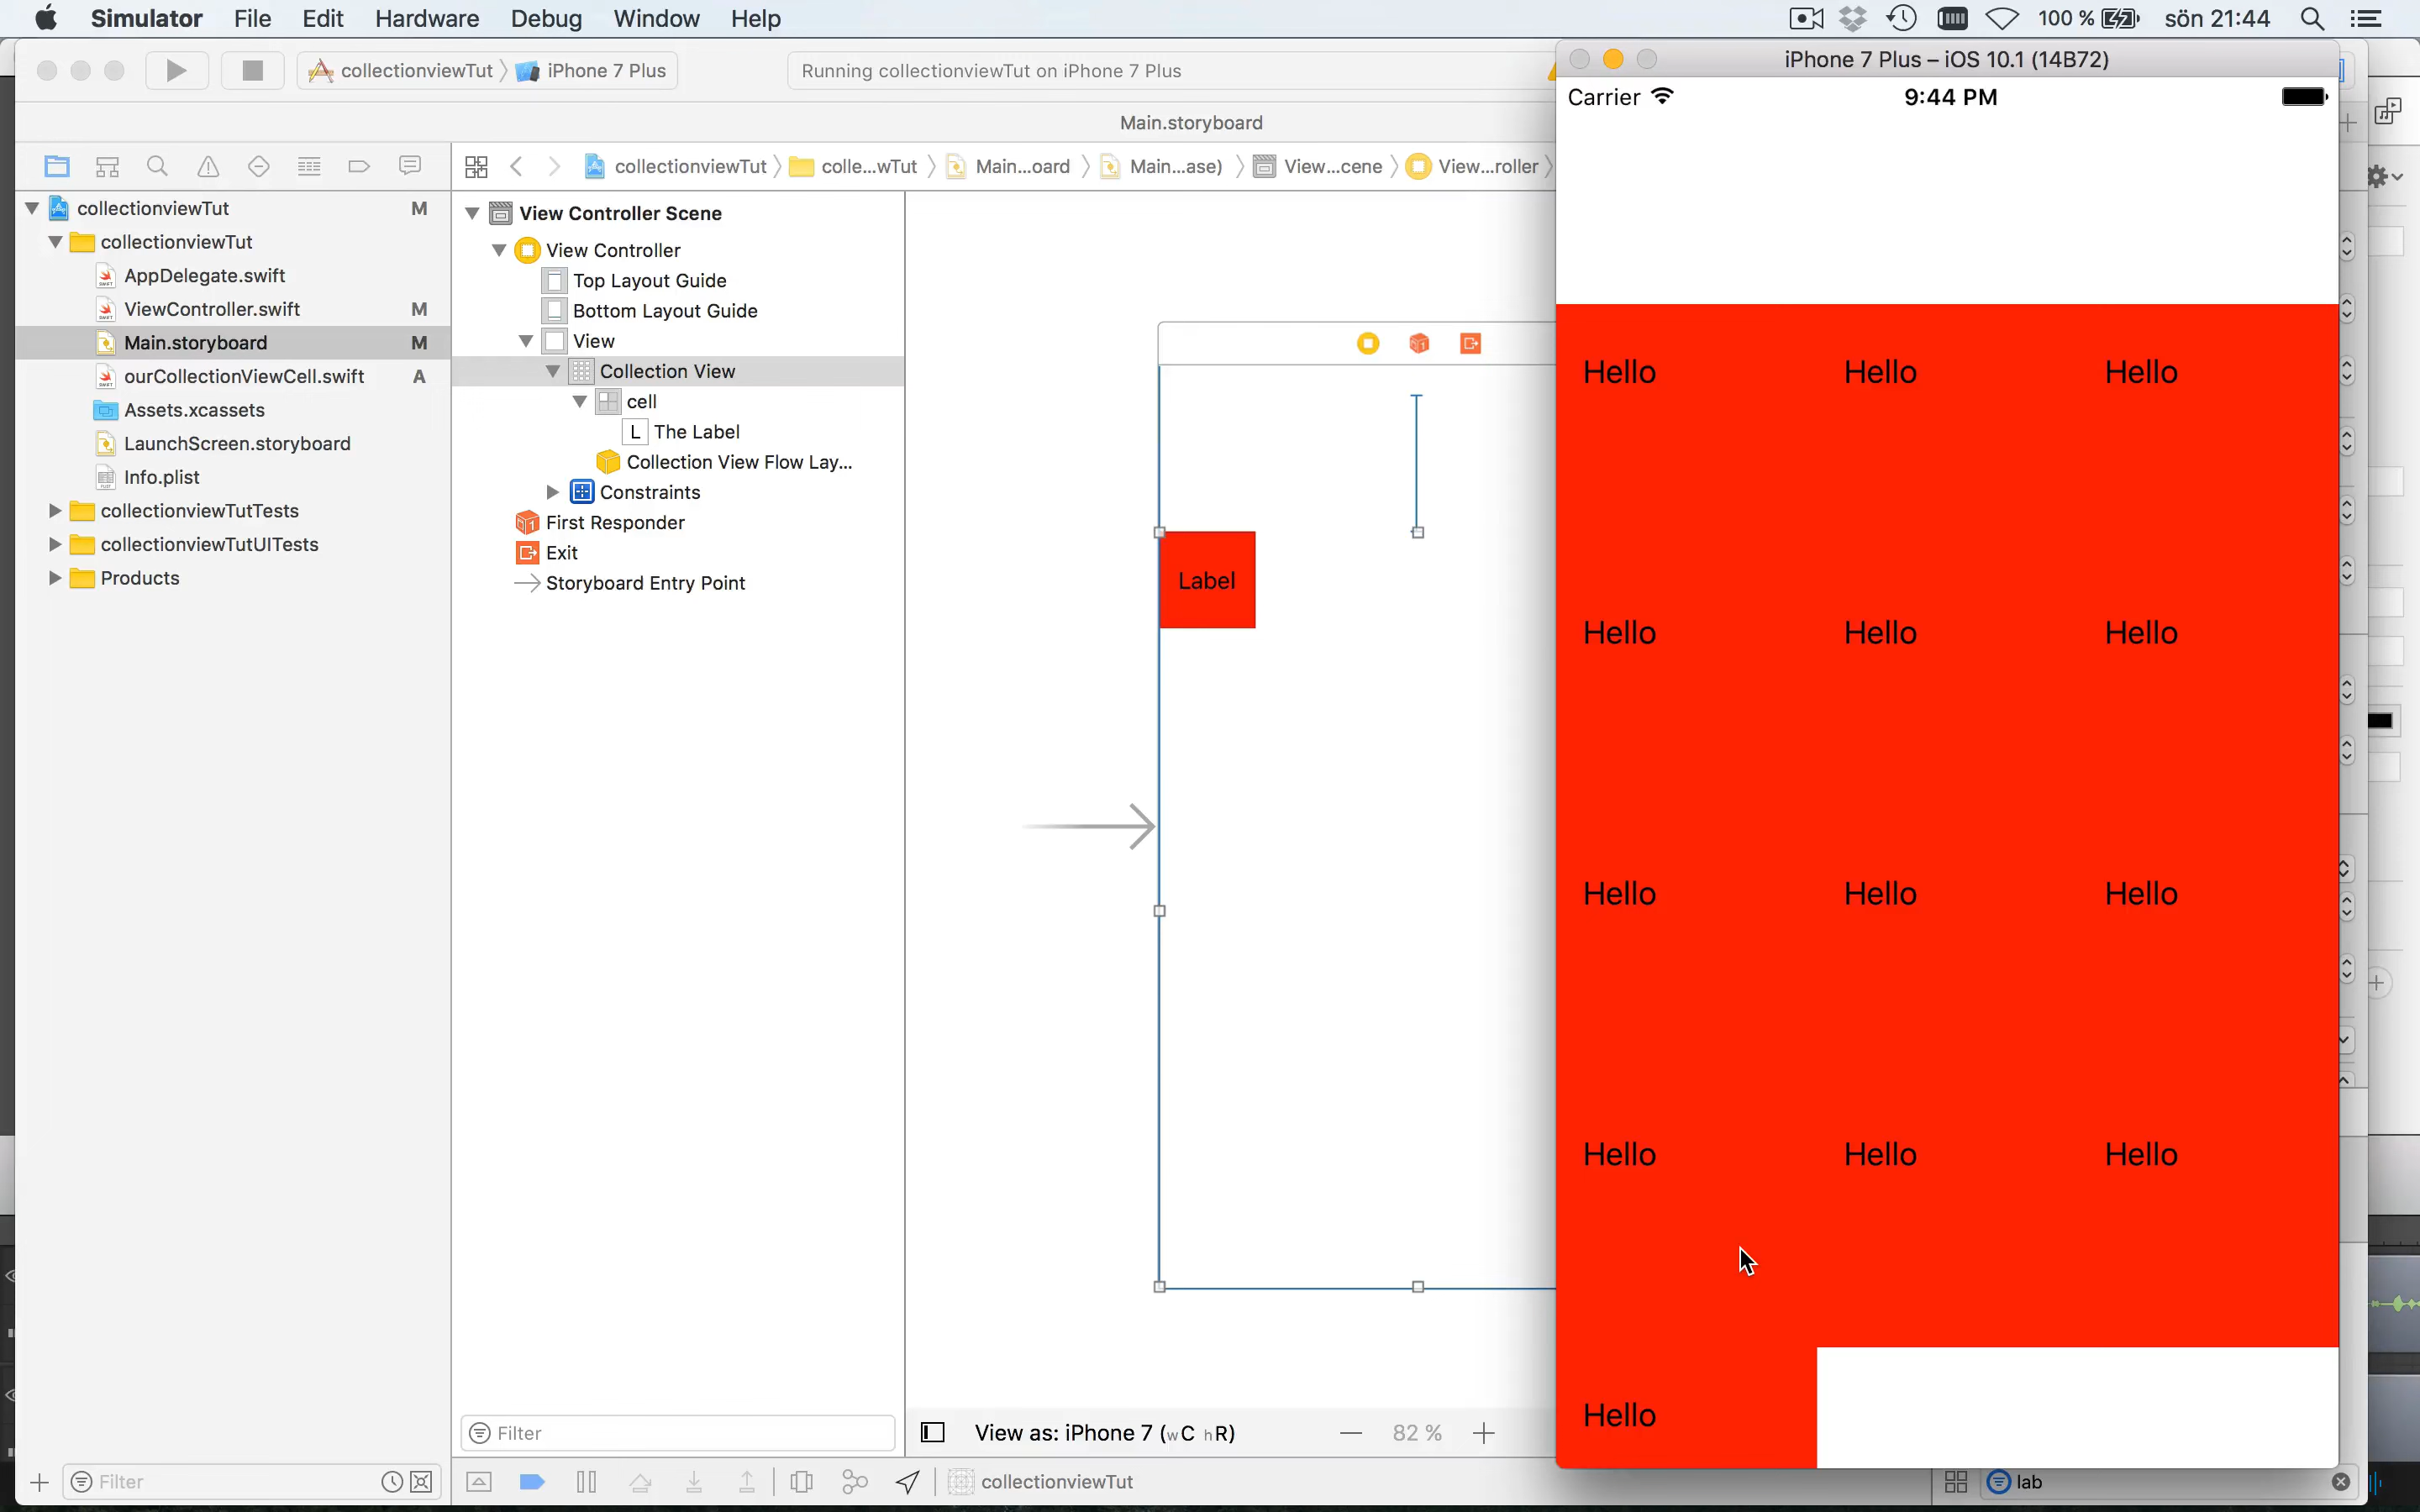 Simulator File Edit Hardware Debug Window Help 100 % sön 21:44
collectionviewTut iPhone 7 Plus Running collectionviewTut on iPhone 7 Plus
iPhone 7 Plus – iOS 10.1 (14B72)
Carrier 9:44 PM
Main.storyboard
collectionviewTut colle...wTut Main...oard Main...ase) View...cene View...roller
collectionviewTut M
collectionviewTut
AppDelegate.swift
ViewController.swift M
Main.storyboard M
ourCollectionViewCell.swift A
Assets.xcassets
LaunchScreen.storyboard
Info.plist
collectionviewTutTests
collectionviewTutUITests
Products
View Controller Scene
View Controller
Top Layout Guide
Bottom Layout Guide
View
Collection View
cell
L The Label
Collection View Flow Lay...
Constraints
First Responder
Exit
Storyboard Entry Point
Label
Hello Hello Hello
Hello Hello Hello
Hello Hello Hello
Hello Hello Hello
Hello
Filter
View as: iPhone 7 (wC hR) 82 %
Filter
collectionviewTut
lab